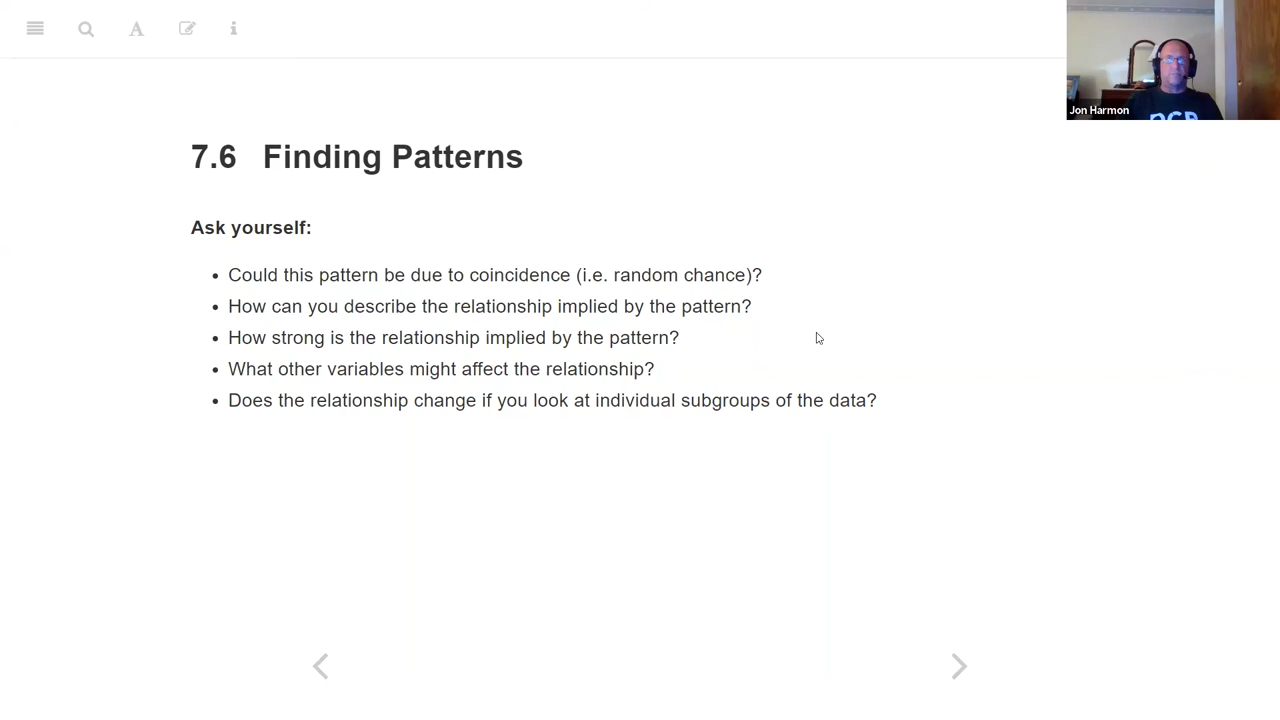 7.6 Finding Patterns
Ask yourself:
• Could this pattern be due to coincidence (i.e. random chance)?
• How can you describe the relationship implied by the pattern?
• How strong is the relationship implied by the pattern?
• What other variables might affect the relationship?
• Does the relationship change if you look at individual subgroups of the data?
Jon Harmon